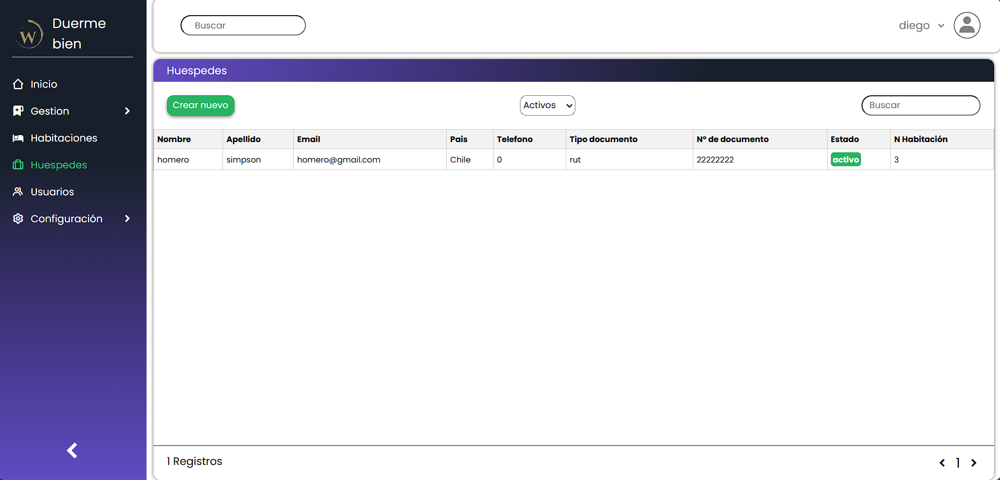 Duerme
bien
Inicio
Gestion
Habitaciones
Huespedes
Usuarios
Configuración
Buscar
diego
Huespedes
Crear nuevo
Activos
Buscar
Nombre Apellido Email Pais Telefono Tipo documento Nº de documento Estado N Habitación
homero simpson homero@gmail.com Chile 0 rut 22222222 activo 3
1 Registros
1